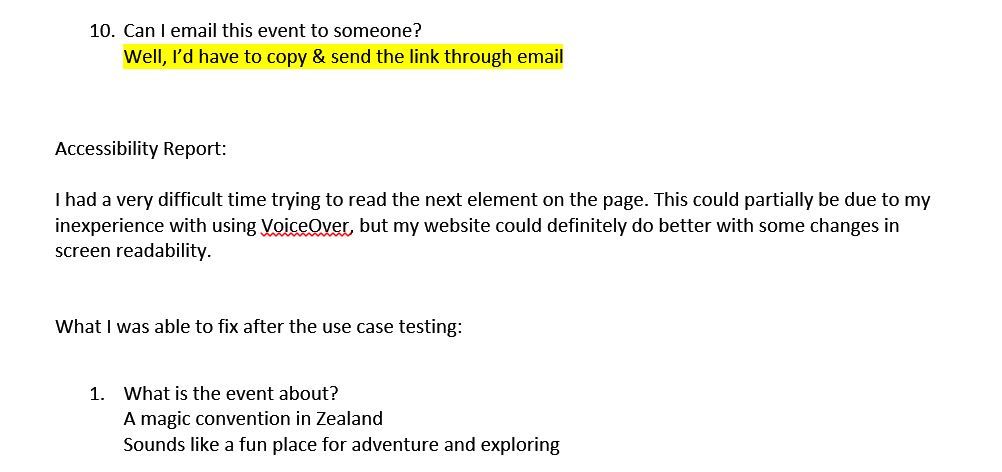 10. Can I email this event to someone?
Well, I’d have to copy & send the link through email
Accessibility Report:
I had a very difficult time trying to read the next element on the page. This could partially be due to my
inexperience with using VoiceOver, but my website could definitely do better with some changes in
screen readability.
What I was able to fix after the use case testing:
1. What is the event about?
A magic convention in Zealand
Sounds like a fun place for adventure and exploring